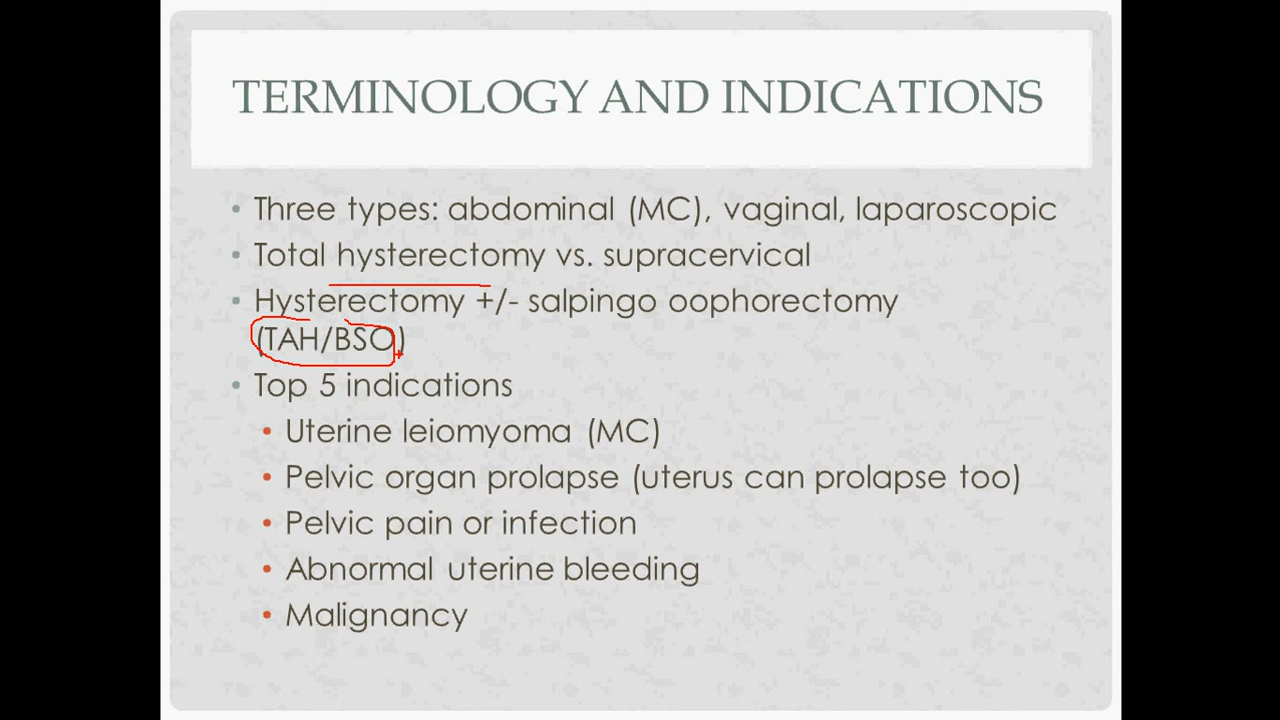 TERMINOLOGY AND INDICATIONS
• Three types: abdominal (MC), vaginal, laparoscopic
• Total hysterectomy vs. supracervical
• Hysterectomy +/- salpingo oophorectomy
(TAH/BSO)
• Top 5 indications
• Uterine leiomyoma (MC)
• Pelvic organ prolapse (uterus can prolapse too)
• Pelvic pain or infection
• Abnormal uterine bleeding
• Malignancy